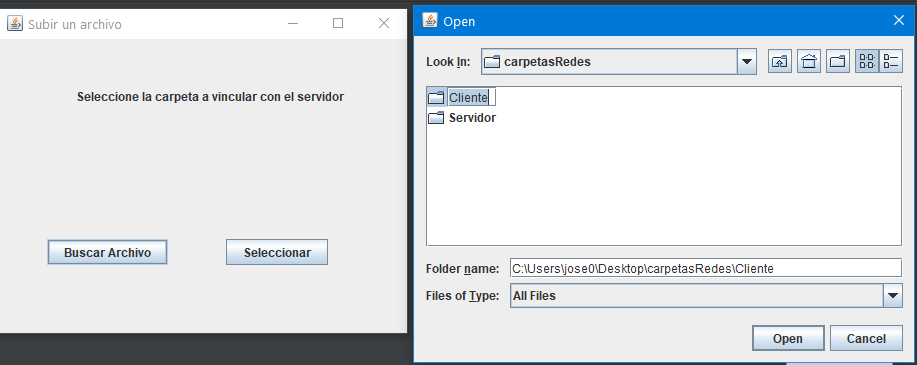 Subir un archivo
Seleccione la carpeta a vincular con el servidor
Buscar Archivo
Seleccionar
Open
Look In:
carpetasRedes
Cliente
Servidor
Folder name:
C:\Users\jose0\Desktop\carpetasRedes\Cliente
Files of Type:
All Files
Open
Cancel